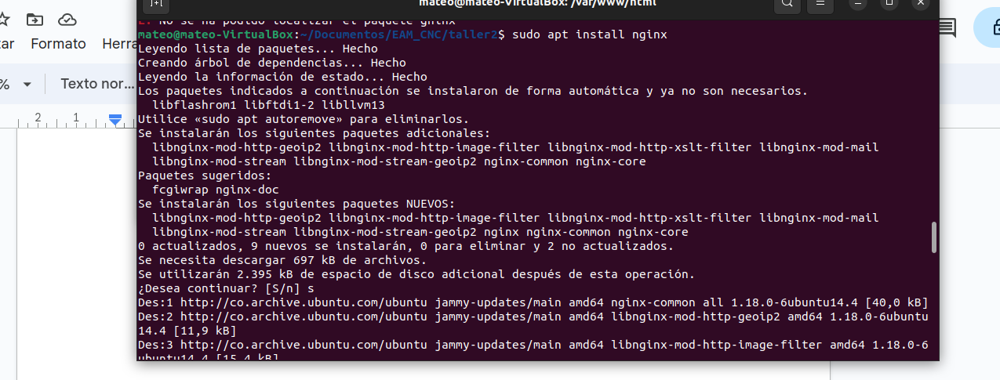 mateo@mateo-VirtualBox: /var/www/html
E: No se ha podido localizar el paquete gninx
mateo@mateo-VirtualBox:~/Documentos/EAM_CNC/taller2$ sudo apt install nginx
Leyendo lista de paquetes... Hecho
Creando árbol de dependencias... Hecho
Leyendo la información de estado... Hecho
Los paquetes indicados a continuación se instalaron de forma automática y ya no son necesarios.
libflashrom1 libftdi1-2 libllvm13
Utilice «sudo apt autoremove» para eliminarlos.
Se instalarán los siguientes paquetes adicionales:
libnginx-mod-http-geoip2 libnginx-mod-http-image-filter libnginx-mod-http-xslt-filter libnginx-mod-mail
libnginx-mod-stream libnginx-mod-stream-geoip2 nginx-common nginx-core
Paquetes sugeridos:
fcgiwrap nginx-doc
Se instalarán los siguientes paquetes NUEVOS:
libnginx-mod-http-geoip2 libnginx-mod-http-image-filter libnginx-mod-http-xslt-filter libnginx-mod-mail
libnginx-mod-stream libnginx-mod-stream-geoip2 nginx nginx-common nginx-core
0 actualizados, 9 nuevos se instalarán, 0 para eliminar y 2 no actualizados.
Se necesita descargar 697 kB de archivos.
Se utilizarán 2.395 kB de espacio de disco adicional después de esta operación.
¿Desea continuar? [S/n] s
Des:1 http://co.archive.ubuntu.com/ubuntu jammy-updates/main amd64 nginx-common all 1.18.0-6ubuntu14.4 [40,0 kB]
Des:2 http://co.archive.ubuntu.com/ubuntu jammy-updates/main amd64 libnginx-mod-http-geoip2 amd64 1.18.0-6ubuntu
14.4 [11,9 kB]
Des:3 http://co.archive.ubuntu.com/ubuntu jammy-updates/main amd64 libnginx-mod-http-image-filter amd64 1.18.0-6
ubuntu14.4 [15,4 kB]
tar Formato Herra
% Texto nor...
2 1